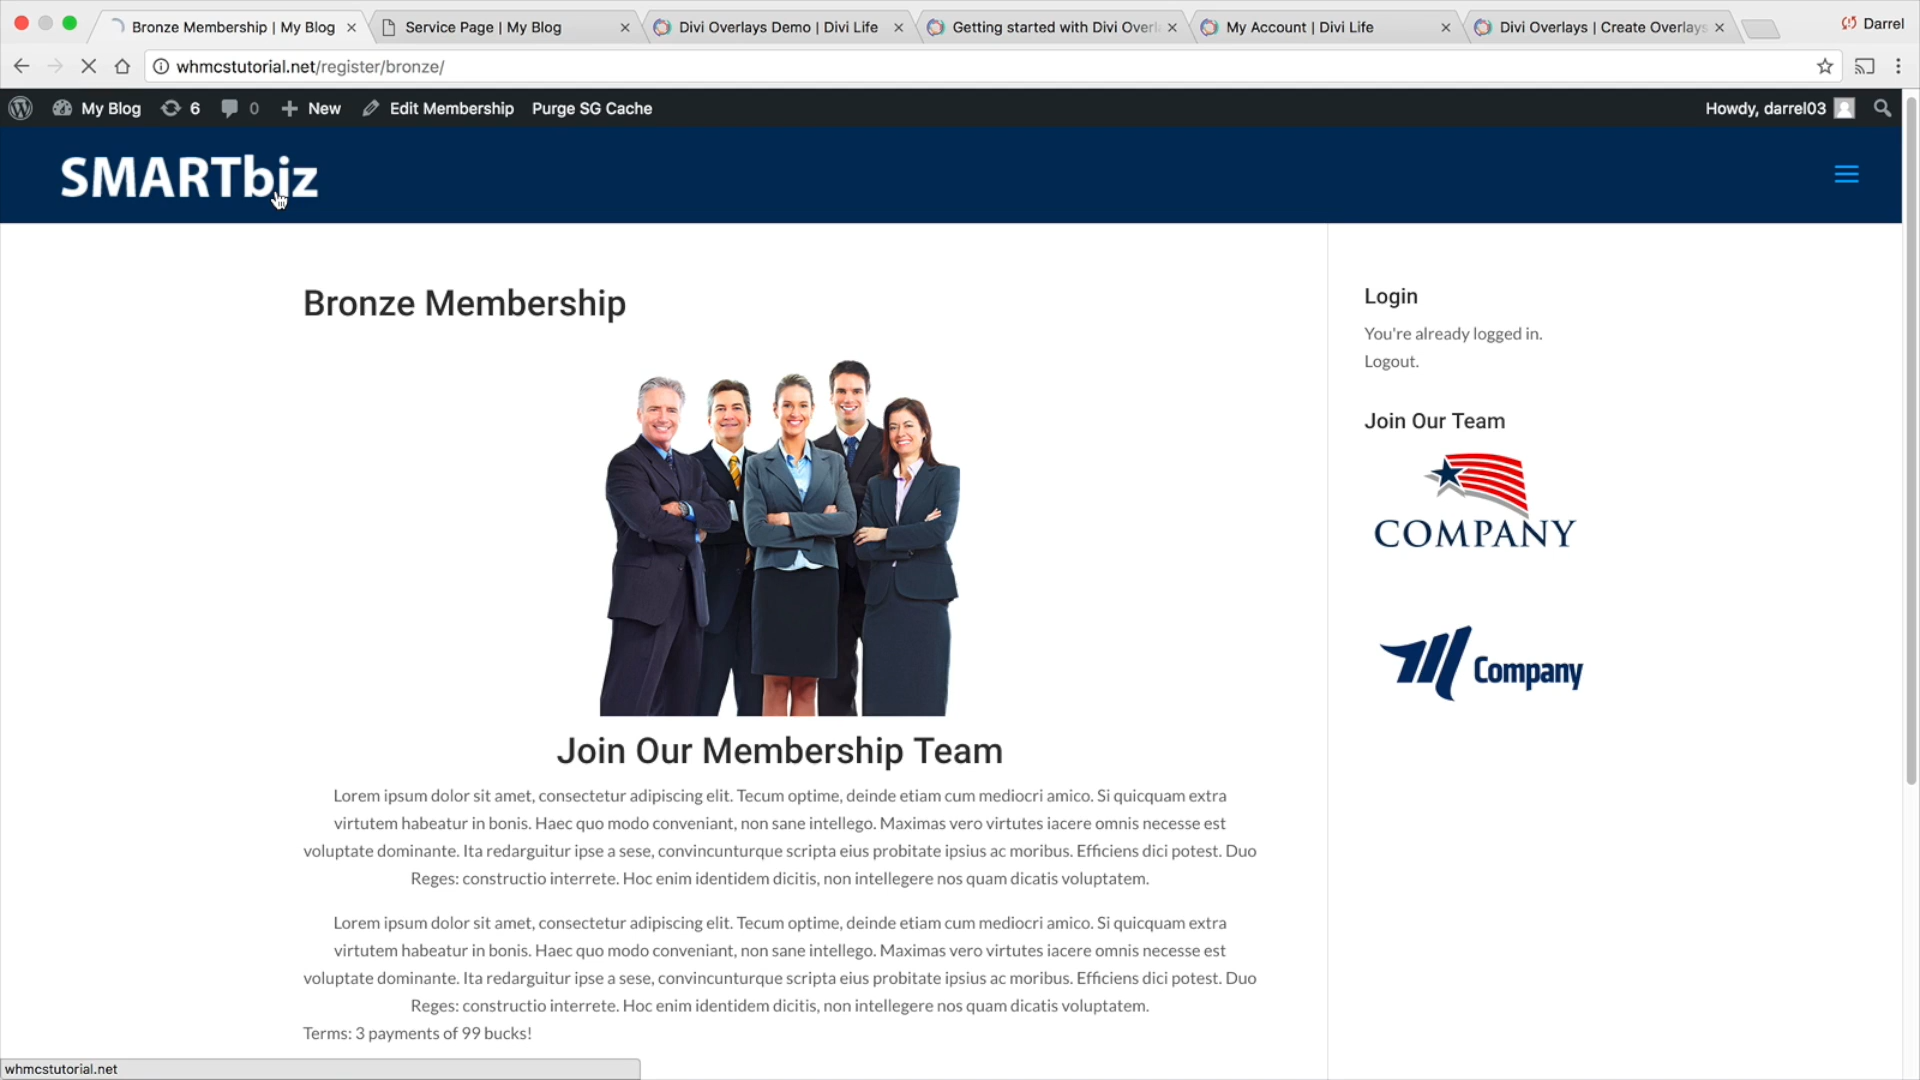 Bronze Membership | My Blog
Service Page | My Blog
Divi Overlays Demo | Divi Life
Getting started with Divi Overl
My Account | Divi Life
Divi Overlays | Create Overlays
Darrel
whmcstutorial.net/register/bronze/
My Blog
6
0
New
Edit Membership
Purge SG Cache
Howdy, darrel03
SMARTbiz
Bronze Membership
Join Our Membership Team
Lorem ipsum dolor sit amet, consectetur adipiscing elit. Tecum optime, deinde etiam cum mediocri amico. Si quicquam extra
virtutem habeatur in bonis. Haec quo modo conveniant, non sane intellego. Maximas vero virtutes iacere omnis necesse est
voluptate dominante. Ita redarguitur ipse a sese, convincunturque scripta eius probitate ipsius ac moribus. Efficiens dici potest. Duo
Reges: constructio interrete. Hoc enim identidem dicitis, non intellegere nos quam dicatis voluptatem.
Lorem ipsum dolor sit amet, consectetur adipiscing elit. Tecum optime, deinde etiam cum mediocri amico. Si quicquam extra
virtutem habeatur in bonis. Haec quo modo conveniant, non sane intellego. Maximas vero virtutes iacere omnis necesse est
voluptate dominante. Ita redarguitur ipse a sese, convincunturque scripta eius probitate ipsius ac moribus. Efficiens dici potest. Duo
Reges: constructio interrete. Hoc enim identidem dicitis, non intellegere nos quam dicatis voluptatem.
Terms: 3 payments of 99 bucks!
Login
You're already logged in.
Logout.
Join Our Team
COMPANY
Company
whmcstutorial.net